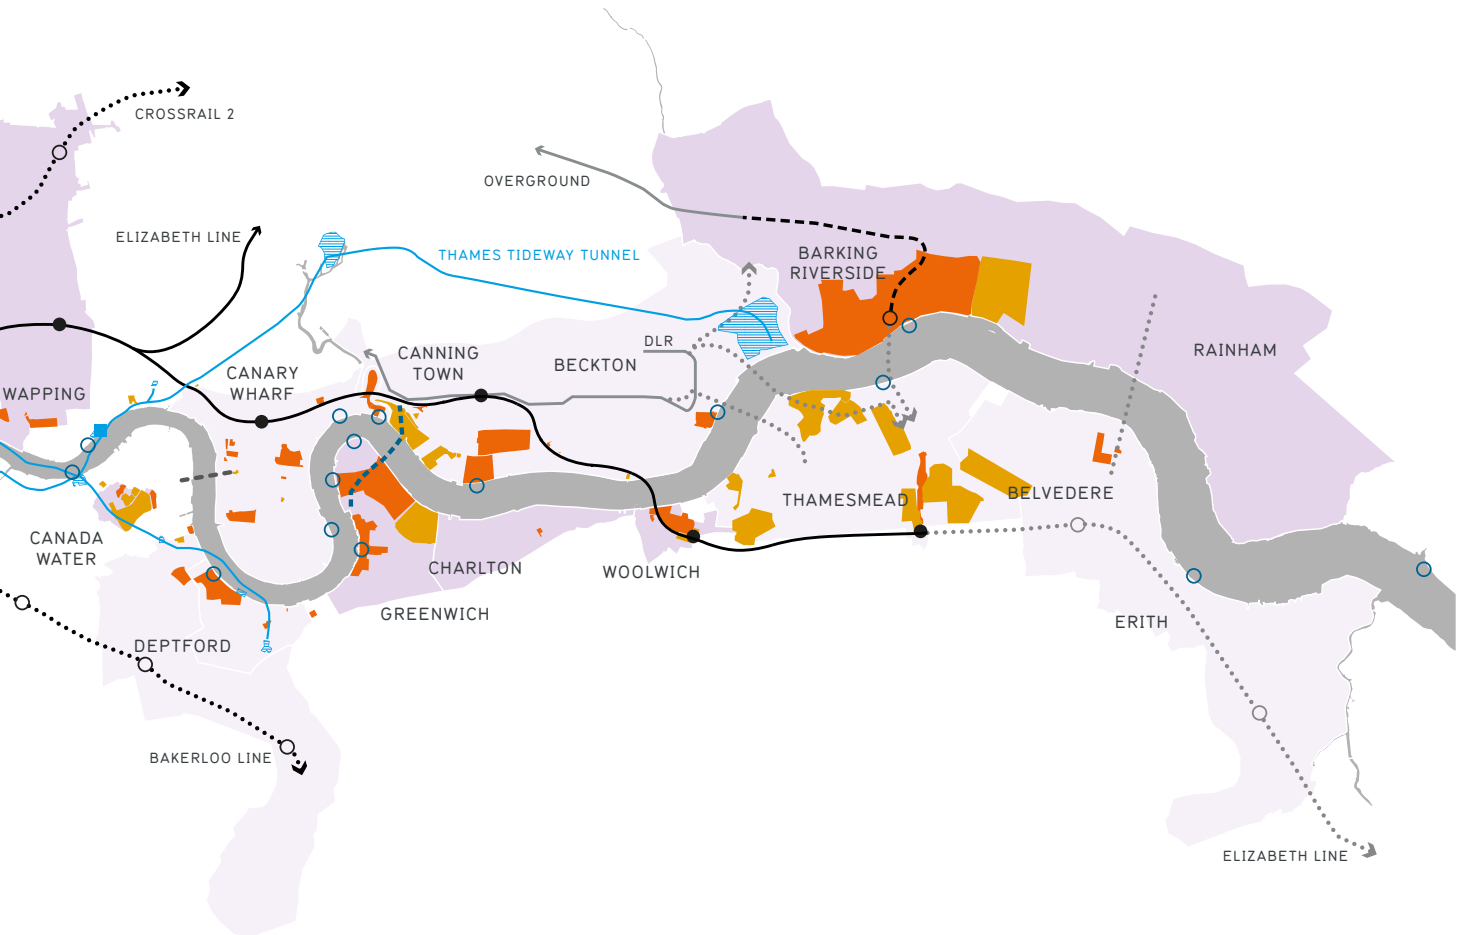 CROSSRAIL 2
OVERGROUND
ELIZABETH LINE
THAMES TIDEWAY TUNNEL
BARKING
RIVERSIDE
RAINHAM
DLR
CANNING
TOWN
BECKTON
CANARY
WHARF
WAPPING
THAMESMEAD
BELVEDERE
CANADA
WATER
CHARLTON
WOOLWICH
GREENWICH
ERITH
DEPTFORD
BAKERLOO LINE
ELIZABETH LINE